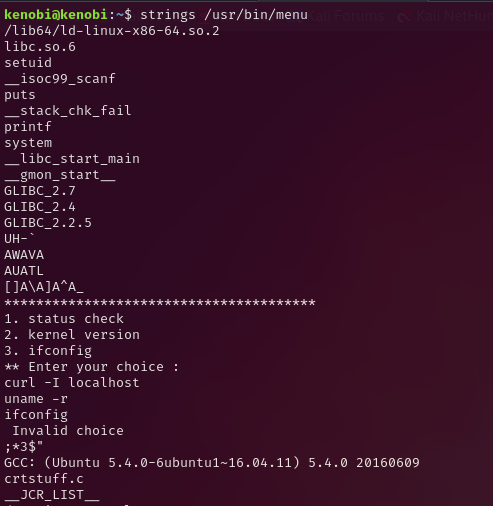 kenobi@kenobi:~$ strings /usr/bin/menu
/lib64/ld-linux-x86-64.so.2
libc.so.6
setuid
__isoc99_scanf
puts
__stack_chk_fail
printf
system
__libc_start_main
__gmon_start__
GLIBC_2.7
GLIBC_2.4
GLIBC_2.2.5
UH-`
AWAVA
AUATL
[]A\A]A^A_
***************************************
1. status check
2. kernel version
3. ifconfig
** Enter your choice :
curl -I localhost
uname -r
ifconfig
 Invalid choice
;*3$"
GCC: (Ubuntu 5.4.0-6ubuntu1~16.04.11) 5.4.0 20160609
crtstuff.c
__JCR_LIST__